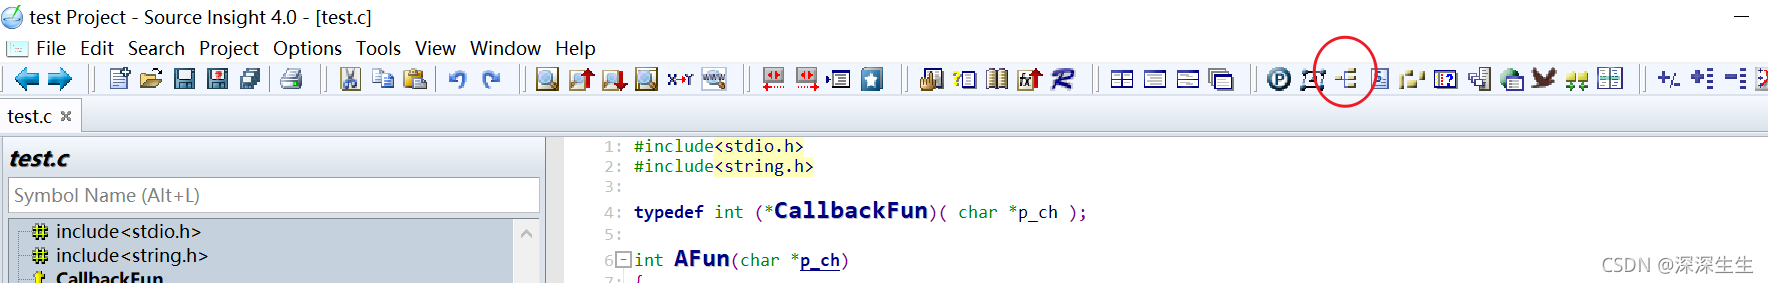 test Project - Source Insight 4.0 - [test.c]
File Edit Search Project Options Tools View Window Help
test.c
test.c
Symbol Name (Alt+L)
include<stdio.h>
include<string.h>
CallbackFun
1: #include<stdio.h>
2: #include<string.h>
3:
4: typedef int (*CallbackFun)( char *p_ch );
5:
6 int AFun(char *p_ch)
7: {
CSDN @深深生生